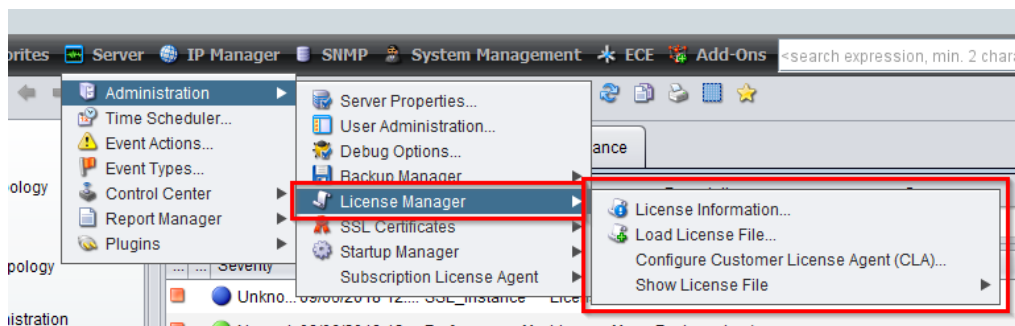 Server IP Manager SNMP System Management ECE Add-Ons <search expression, min. 2 char
Administration
Time Scheduler...
Event Actions...
Event Types...
Control Center
Report Manager
Plugins
Server Properties...
User Administration...
Debug Options...
Backup Manager
License Manager
SSL Certificates
Startup Manager
Subscription License Agent
License Information...
Load License File...
Configure Customer License Agent (CLA)...
Show License File
ance
ology
pology
istration
... ... Severity
Unkno...